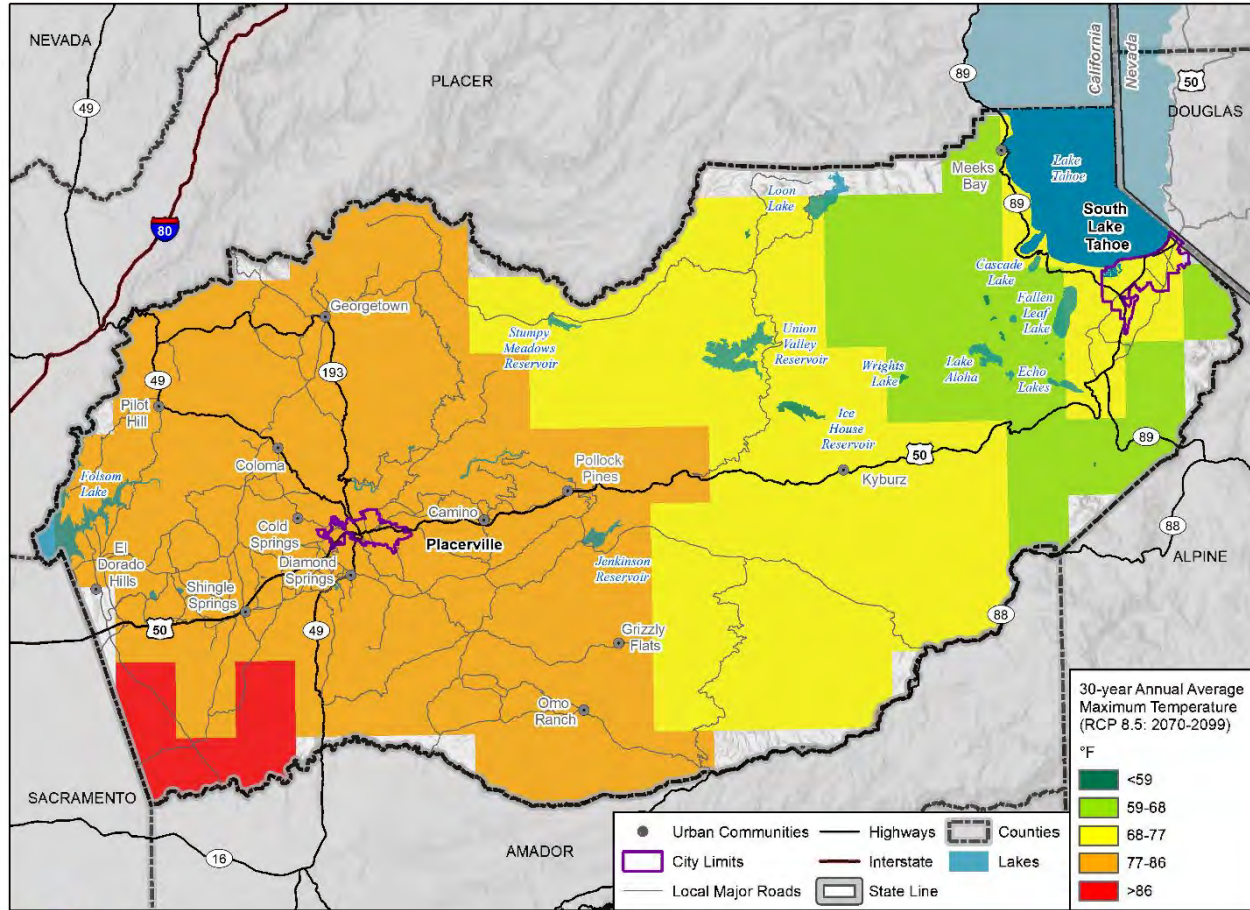 NEVADA
49
PLACER
89
California
Nevada
50
DOUGLAS
80
Meeks
Bay
Lake
Tahoe
89
Loon
Lake
South
Lake
Tahoe
Cascade
Lake
Fallen
Leaf
Lake
Georgetown
Stumpy
Meadows
Reservoir
Union
Valley
Reservoir
Wrights
Lake
Lake
Aloha
Echo
Lakes
49
193
Pilot
Hill
Ice
House
Reservoir
Coloma
Pollock
Pines
50
89
Folsom
Lake
Kyburz
Camino
Cold
Springs
Placerville
88
El
Dorado
Hills
Diamond
Springs
Jenkinson
Reservoir
ALPINE
Shingle
Springs
50
49
Grizzly
Flats
88
Omo
Ranch
SACRAMENTO
16
AMADOR
30-year Annual Average
Maximum Temperature
(RCP 8.5: 2070-2099)
°F
<59
59-68
68-77
77-86
>86
Urban Communities
Highways
Counties
City Limits
Interstate
Lakes
Local Major Roads
State Line